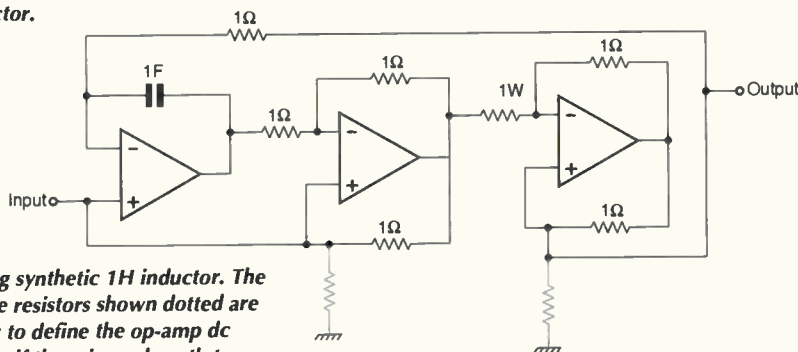 ctor.
1Ω
1F
1Ω
1Ω
1W
1Ω
Output
Input
1Ω
1Ω
g synthetic 1H inductor. The
e resistors shown dotted are
to define the op-amp dc